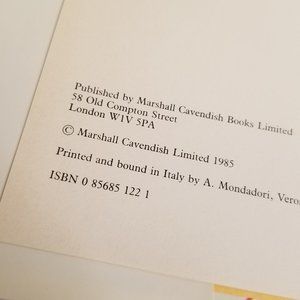 Published by Marshall Cavendish Books Limited
58 Old Compton Street
London W1V 5PA
© Marshall Cavendish Limited 1985
Printed and bound in Italy by A. Mondadori, Vero
ISBN 0 85685 122 1